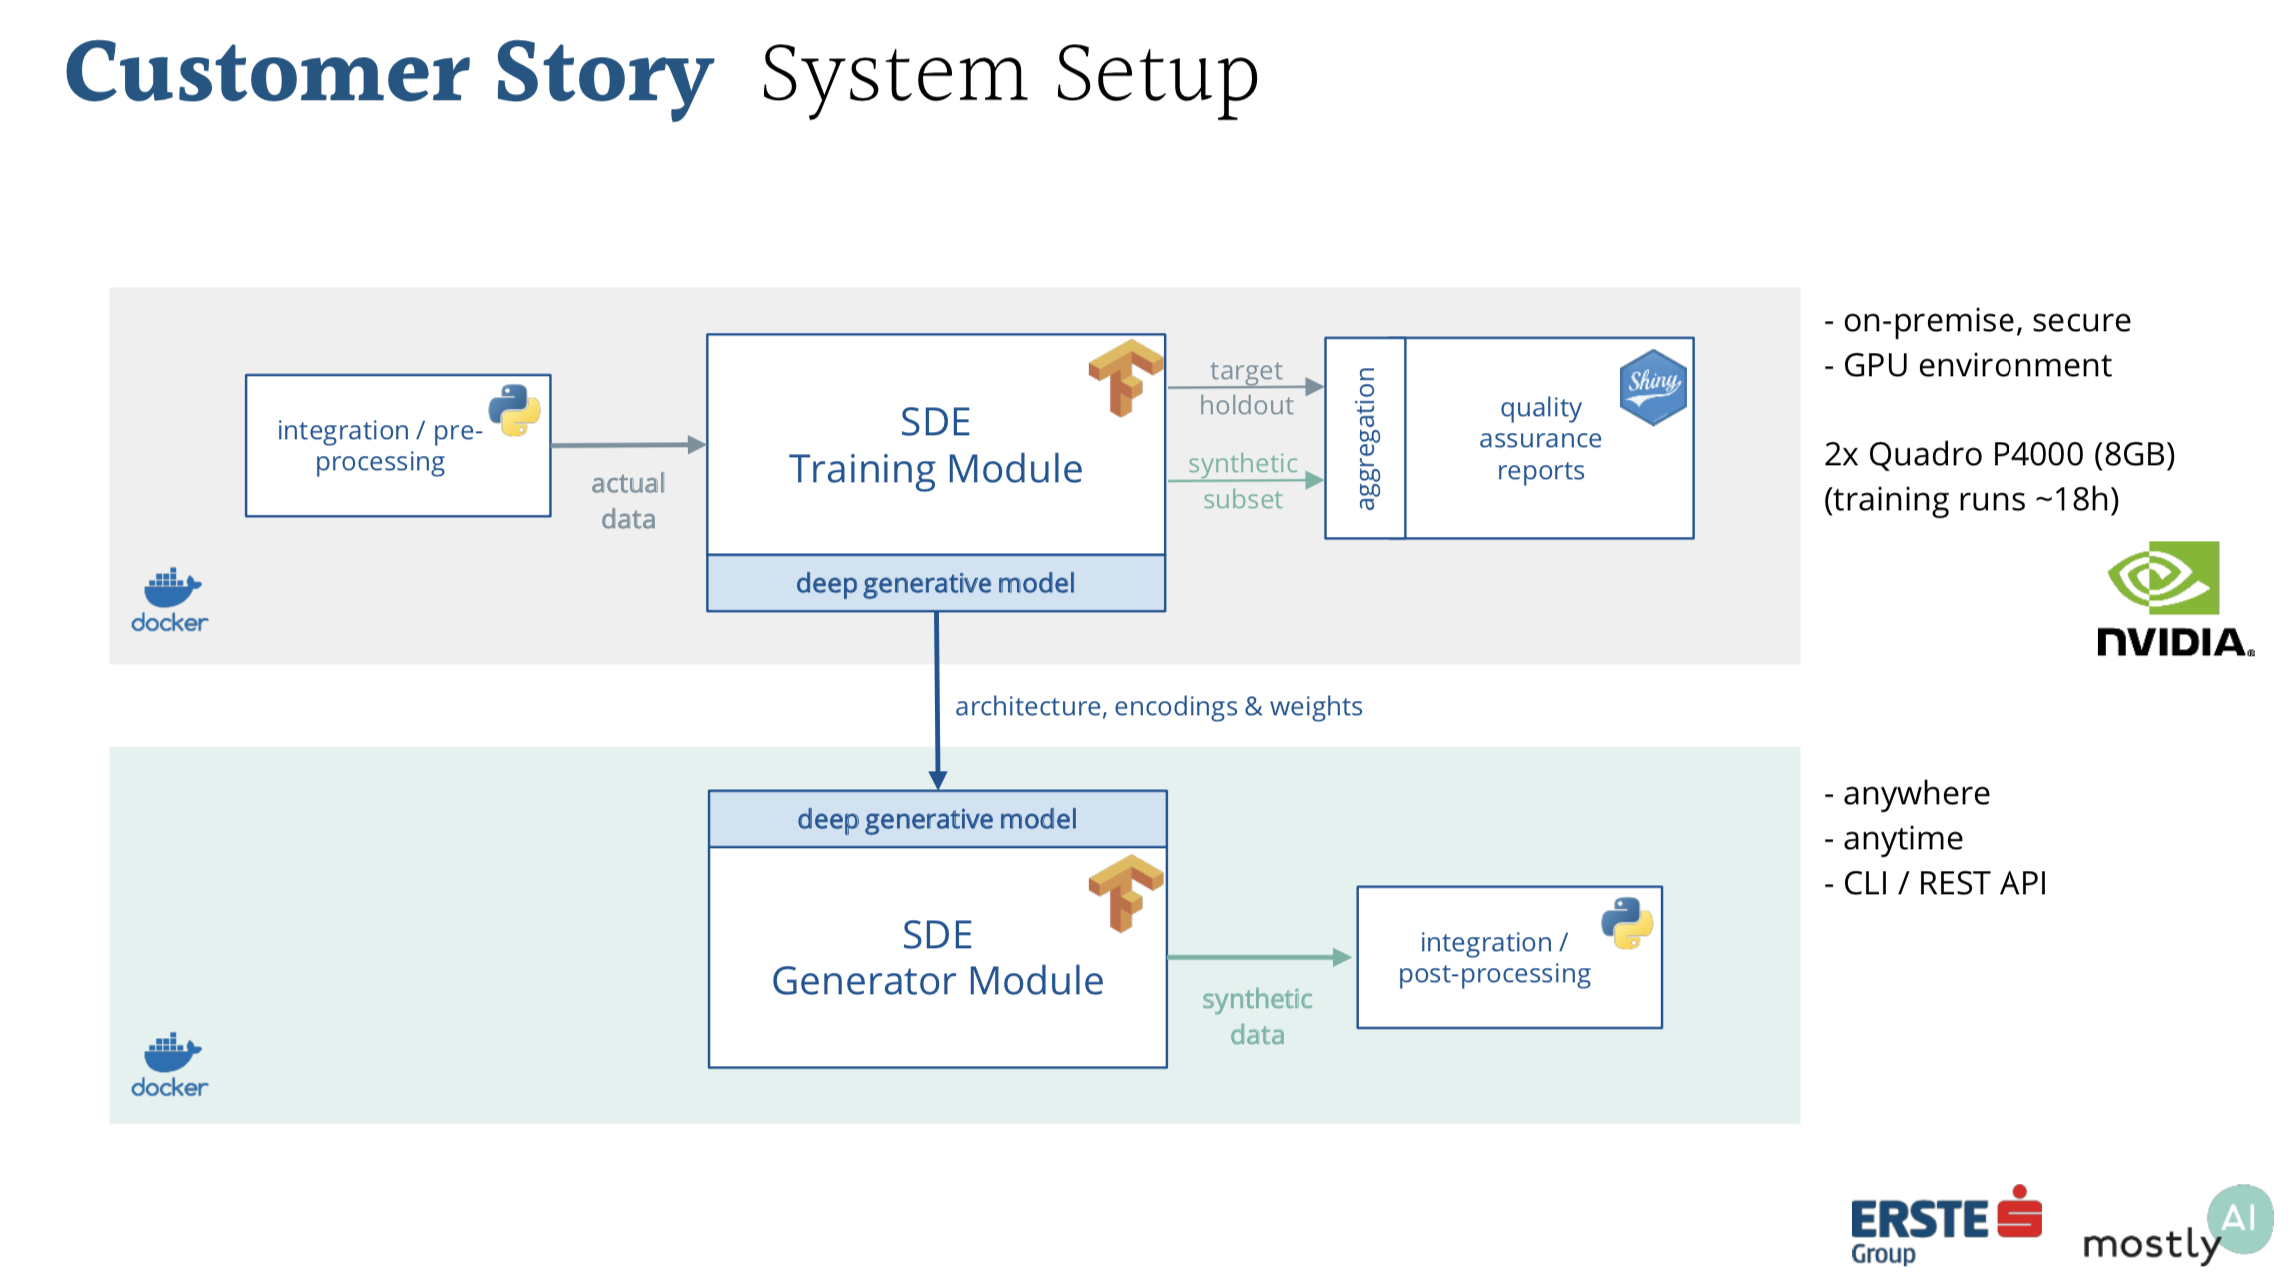 Customer Story System Setup
integration / pre-
processing
actual
data
SDE
Training Module
deep generative model
target
holdout
synthetic
subset
aggregation
quality
assurance
reports
Shiny
docker
- on-premise, secure
- GPU environment
2x Quadro P4000 (8GB)
(training runs ~18h)
NVIDIA.
architecture, encodings & weights
deep generative model
SDE
Generator Module
synthetic
data
integration /
post-processing
docker
- anywhere
- anytime
- CLI / REST API
ERSTE
Group
mostly AI